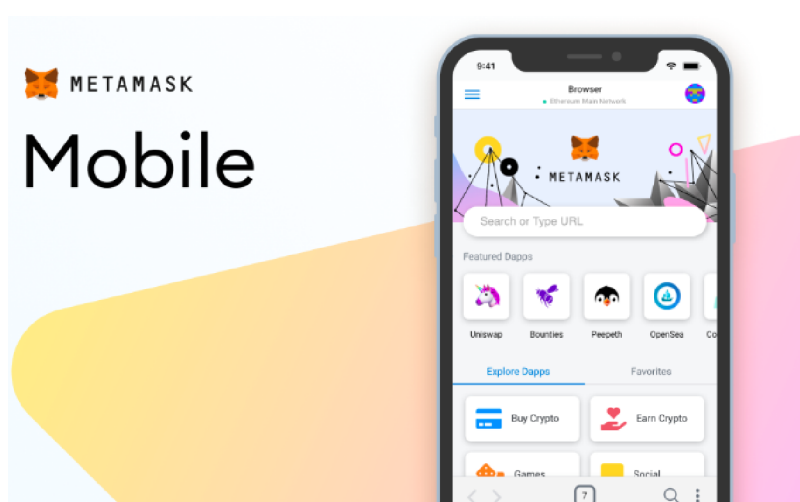 METAMASK
Mobile
9:41
Browser
Ethereum Main Network
METAMASK
Search or Type URL
Featured Dapps
Uniswap Bounties Peepeth OpenSea Co
Explore Dapps Favorites
Buy Crypto Earn Crypto
Games Social
7